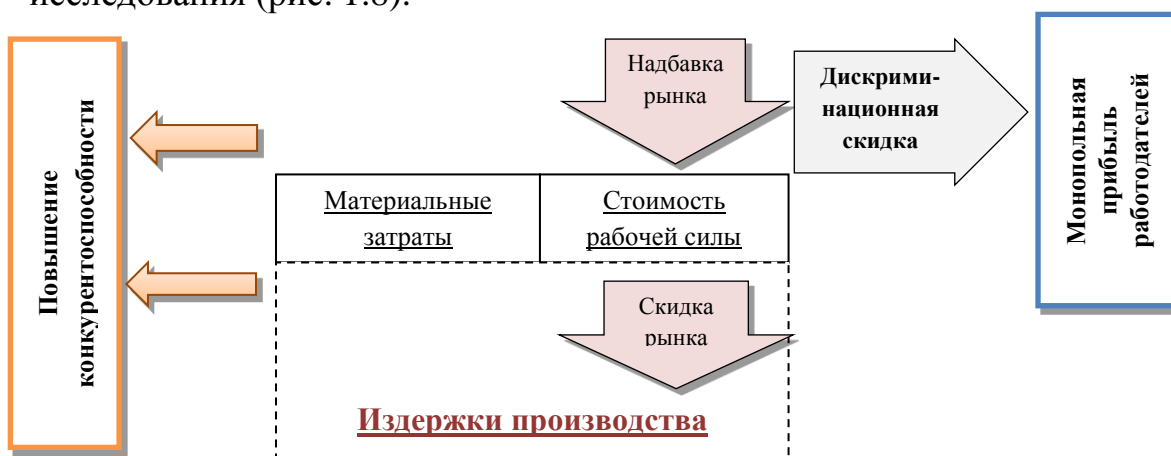 исследования (рис. 1.8).
Надбавка
рынка
Дискрими-
национная
скидка
Монопольная
прибыль
работодателей
Повышение
конкурентоспособности
Материальные
затраты
Стоимость
рабочей силы
Скидка
рынка
Издержки производства